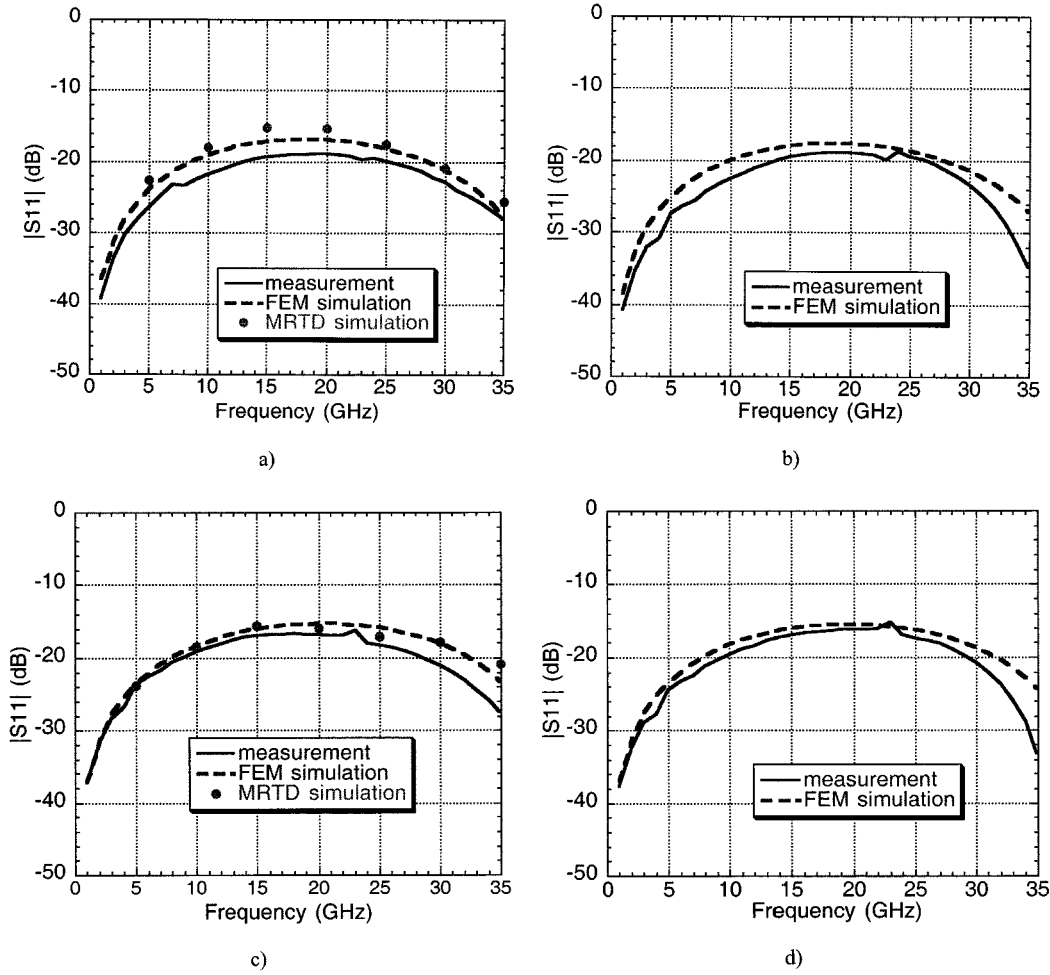 0
-10
-20
-30
-40
-50
|S11| (dB)
measurement
FEM simulation
MRTD simulation
0 5 10 15 20 25 30 35
Frequency (GHz)
a)
0
-10
-20
-30
-40
-50
|S11| (dB)
measurement
FEM simulation
0 5 10 15 20 25 30 35
Frequency (GHz)
b)
0
-10
-20
-30
-40
-50
|S11| (dB)
measurement
FEM simulation
MRTD simulation
0 5 10 15 20 25 30 35
Frequency (GHz)
c)
0
-10
-20
-30
-40
-50
|S11| (dB)
measurement
FEM simulation
0 5 10 15 20 25 30 35
Frequency (GHz)
d)